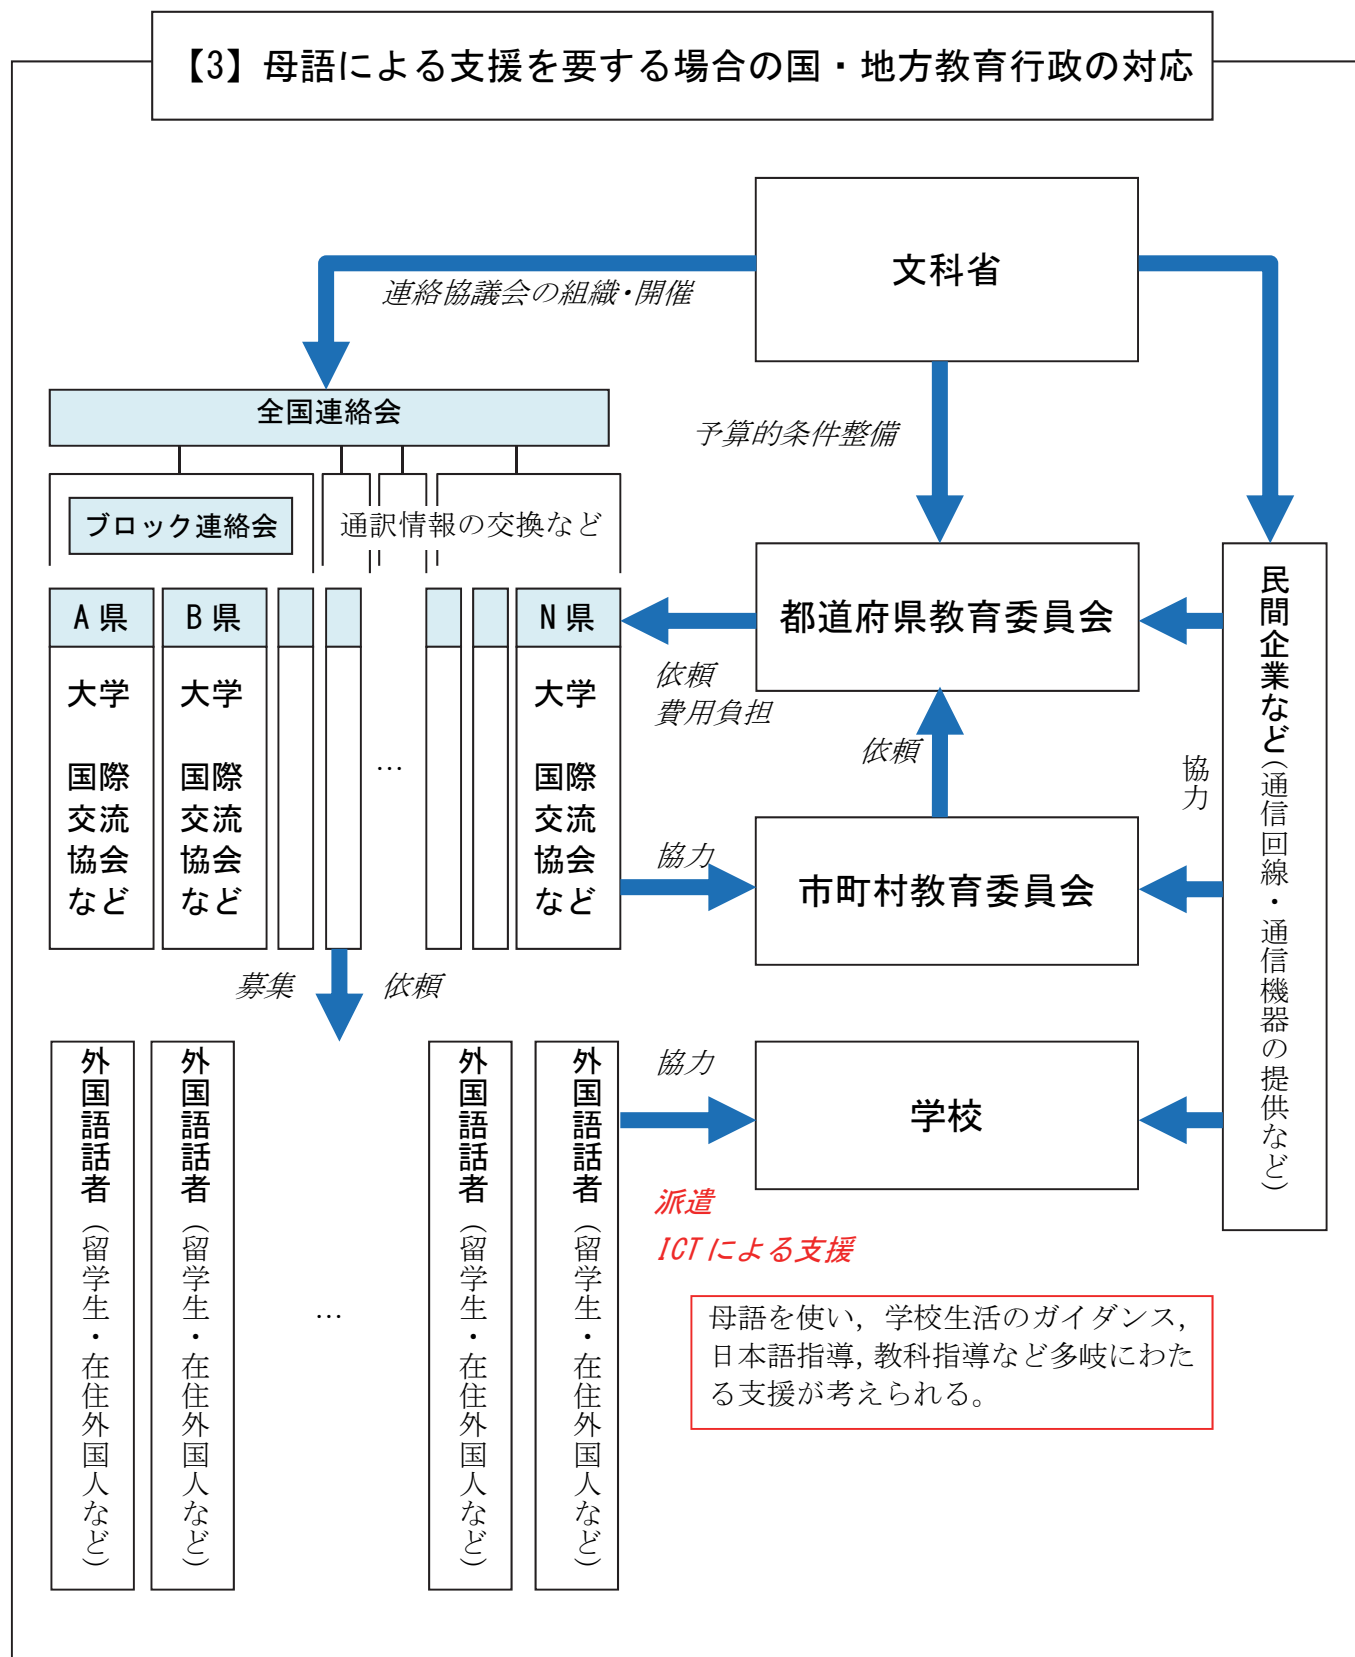 【3】母語による支援を要する場合の国・地方教育行政の対応
文科省
連絡協議会の組織・開催
全国連絡会
予算的条件整備
ブロック連絡会
通訳情報の交換など
A県
B県
N県
都道府県教育委員会
大学
大学
大学
国際
交流
協会
など
国際
交流
協会
など
…
国際
交流
協会
など
依頼
費用負担
依頼
協力
民間企業など(通信回線・通信機器の提供など)
協力
市町村教育委員会
募集
依頼
外国語話者(留学生・在住外国人など)
外国語話者(留学生・在住外国人など)
…
外国語話者(留学生・在住外国人など)
外国語話者(留学生・在住外国人など)
協力
学校
派遣
ICTによる支援
母語を使い，学校生活のガイダンス，
日本語指導，教科指導など多岐にわた
る支援が考えられる。